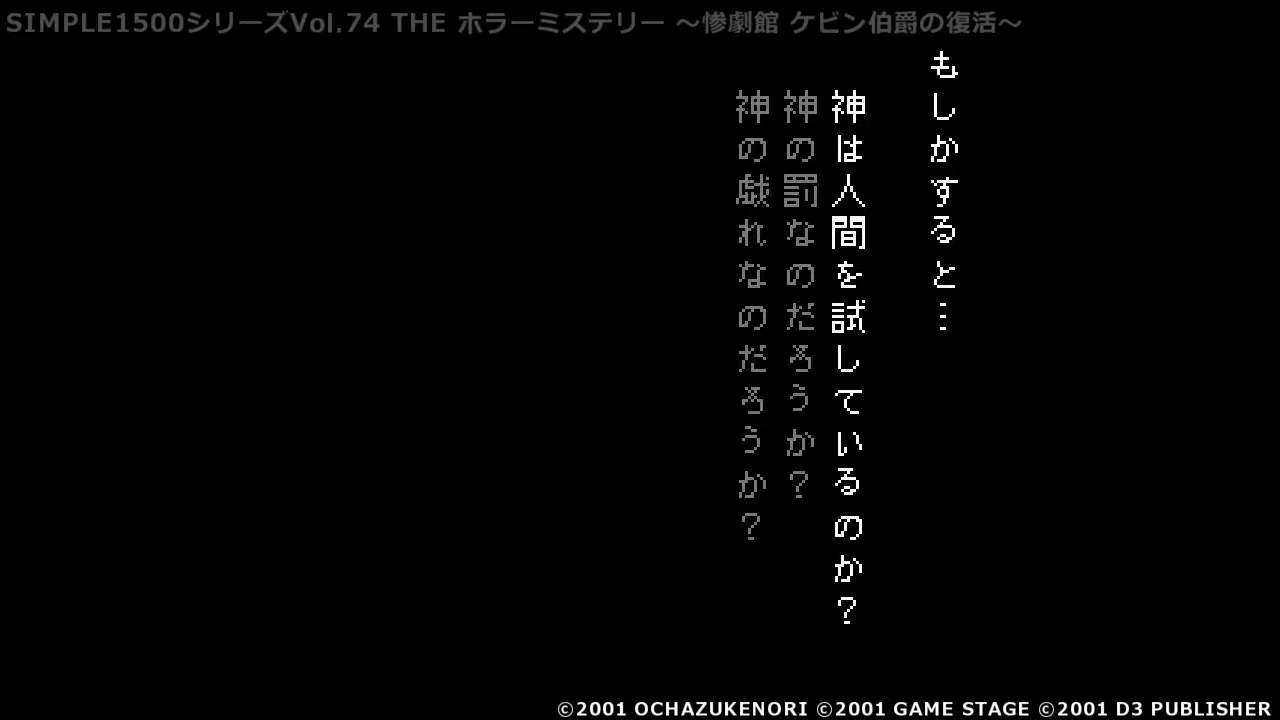 SIMPLE1500シリーズVol.74 THE ホラーミステリー ～惨劇館 ケビン伯爵の復活～
もしかすると…
神は人間を試しているのか？
神の罰なのだろうか？
神の戯れなのだろうか？
©2001 OCHAZUKENORI ©2001 GAME STAGE ©2001 D3 PUBLISHER